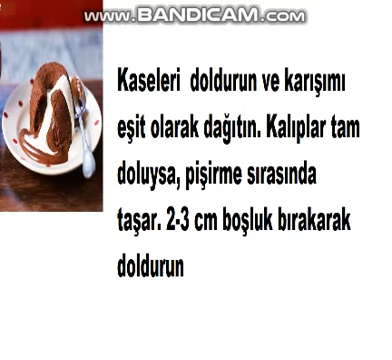 www.BANDICAM.com
Kaseleri doldurun ve karışımı
eşit olarak dağıtın. Kalıplar tam
doluysa, pişirme sırasında
taşar. 2-3 cm boşluk bırakarak
doldurun